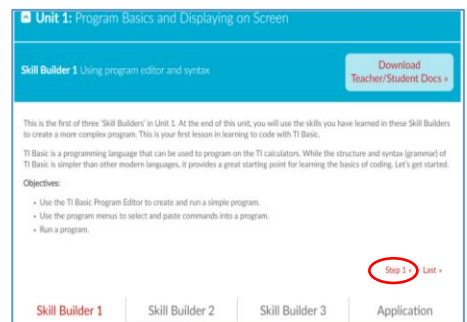 Unit 1: Program Basics and Displaying on Screen
Skill Builder 1 Using program editor and syntax
Download
Teacher/Student Docs »
This is the first of three 'Skill Builders' in Unit 1. At the end of this unit, you will use the skills you have learned in these Skill Builders
to create a more complex program. This is your first lesson in learning to code with TI Basic.
TI Basic is a programming language that can be used to program on the TI calculators. While the structure and syntax (grammar) of
TI Basic is simpler than other modern languages, it provides a great starting point for learning the basics of coding. Let's get started.
Objectives:
• Use the TI Basic Program Editor to create and run a simple program.
• Use the program menus to select and paste commands into a program.
• Run a program.
Step 1 » Last »
Skill Builder 1 Skill Builder 2 Skill Builder 3 Application